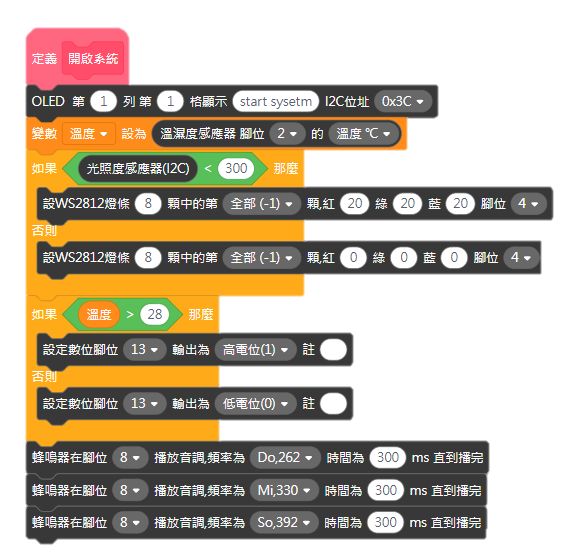 定義 開啟系統
OLED 第 1 列 第 1 格顯示 start sysetm I2C位址 0x3C
變數 溫度 設為 溫濕度感應器 腳位 2 的 溫度 ℃
如果 光照度感應器(I2C) < 300 那麼
設WS2812燈條 8 顆中的第 全部 (-1) 顆,紅 20 綠 20 藍 20 腳位 4
否則
設WS2812燈條 8 顆中的第 全部 (-1) 顆,紅 0 綠 0 藍 0 腳位 4
如果 溫度 > 28 那麼
設定數位腳位 13 輸出為 高電位(1) 註
否則
設定數位腳位 13 輸出為 低電位(0) 註
蜂鳴器在腳位 8 播放音調,頻率為 Do,262 時間為 300 ms 直到播完
蜂鳴器在腳位 8 播放音調,頻率為 Mi,330 時間為 300 ms 直到播完
蜂鳴器在腳位 8 播放音調,頻率為 So,392 時間為 300 ms 直到播完